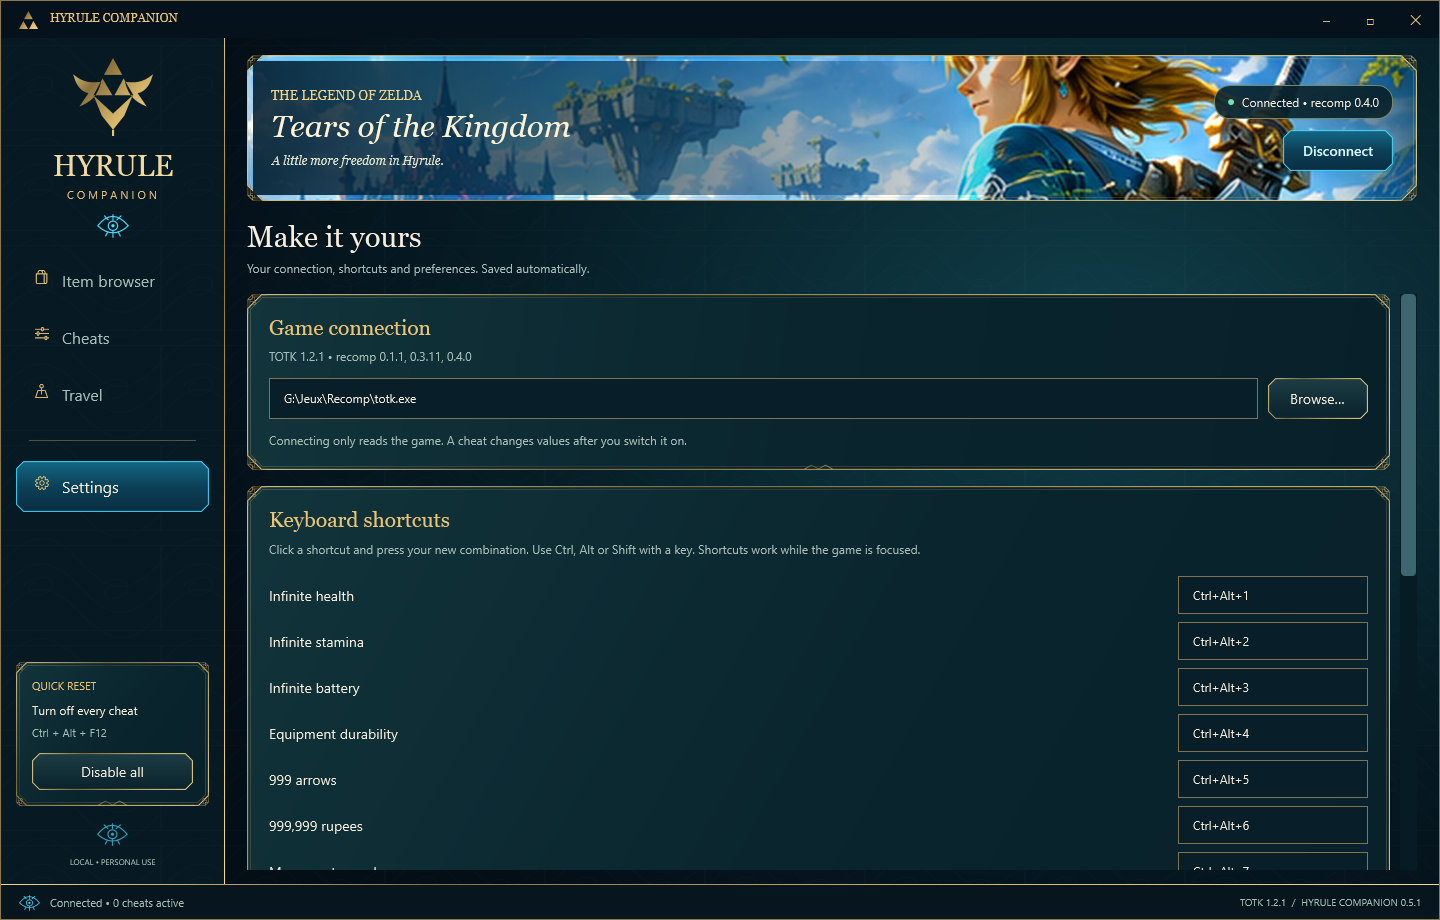 HYRULE COMPANION
HYRULE
COMPANION
Item browser
Cheats
Travel
Settings
QUICK RESET
Turn off every cheat
Ctrl + Alt + F12
Disable all
LOCAL • PERSONAL USE
THE LEGEND OF ZELDA
Tears of the Kingdom
A little more freedom in Hyrule.
Connected • recomp 0.4.0
Disconnect
Make it yours
Your connection, shortcuts and preferences. Saved automatically.
Game connection
TOTK 1.2.1 • recomp 0.1.1, 0.3.11, 0.4.0
G:\Jeux\Recomp\totk.exe
Browse...
Connecting only reads the game. A cheat changes values after you switch it on.
Keyboard shortcuts
Click a shortcut and press your new combination. Use Ctrl, Alt or Shift with a key. Shortcuts work while the game is focused.
Infinite health Ctrl+Alt+1
Infinite stamina Ctrl+Alt+2
Infinite battery Ctrl+Alt+3
Equipment durability Ctrl+Alt+4
999 arrows Ctrl+Alt+5
999,999 rupees Ctrl+Alt+6
Connected • 0 cheats active
TOTK 1.2.1 / HYRULE COMPANION 0.5.1